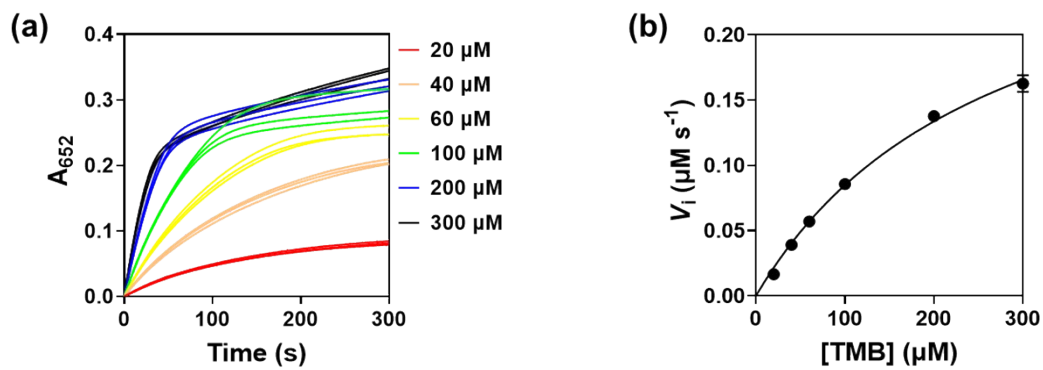 (a)
A652
0.4
0.3
0.2
0.1
0.0
0 100 200 300
Time (s)
20 µM
40 µM
60 µM
100 µM
200 µM
300 µM
(b)
Vi (µM s-1)
0.20
0.15
0.10
0.05
0.00
0 100 200 300
[TMB] (µM)